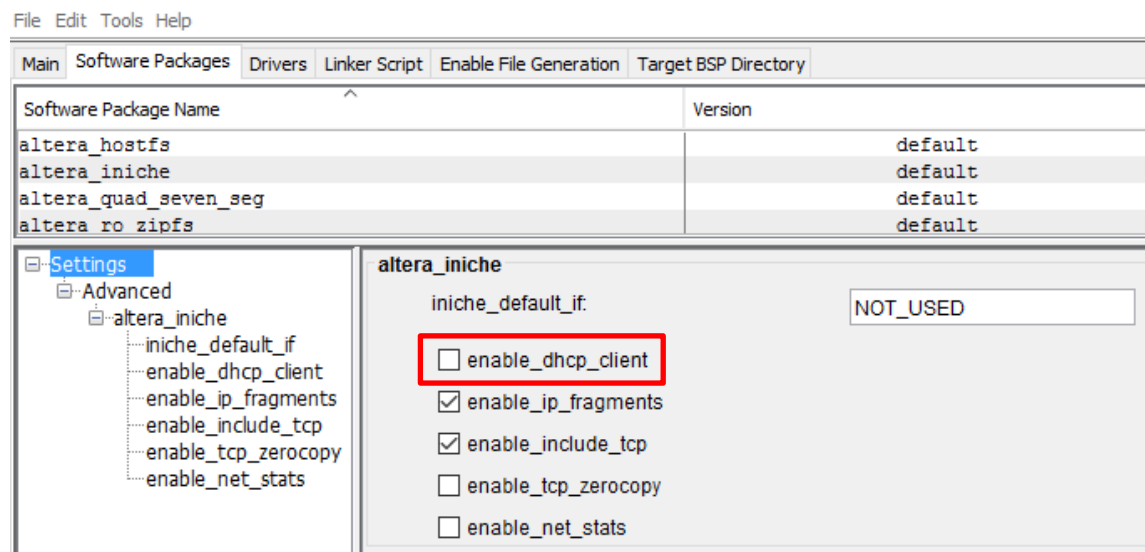 File Edit Tools Help
Main Software Packages Drivers Linker Script Enable File Generation Target BSP Directory
Software Package Name Version
altera_hostfs default
altera_iniche default
altera_quad_seven_seg default
altera_ro_zipfs default
Settings
Advanced
altera_iniche
iniche_default_if
enable_dhcp_client
enable_ip_fragments
enable_include_tcp
enable_tcp_zerocopy
enable_net_stats
altera_iniche
iniche_default_if: NOT_USED
enable_dhcp_client
enable_ip_fragments
enable_include_tcp
enable_tcp_zerocopy
enable_net_stats